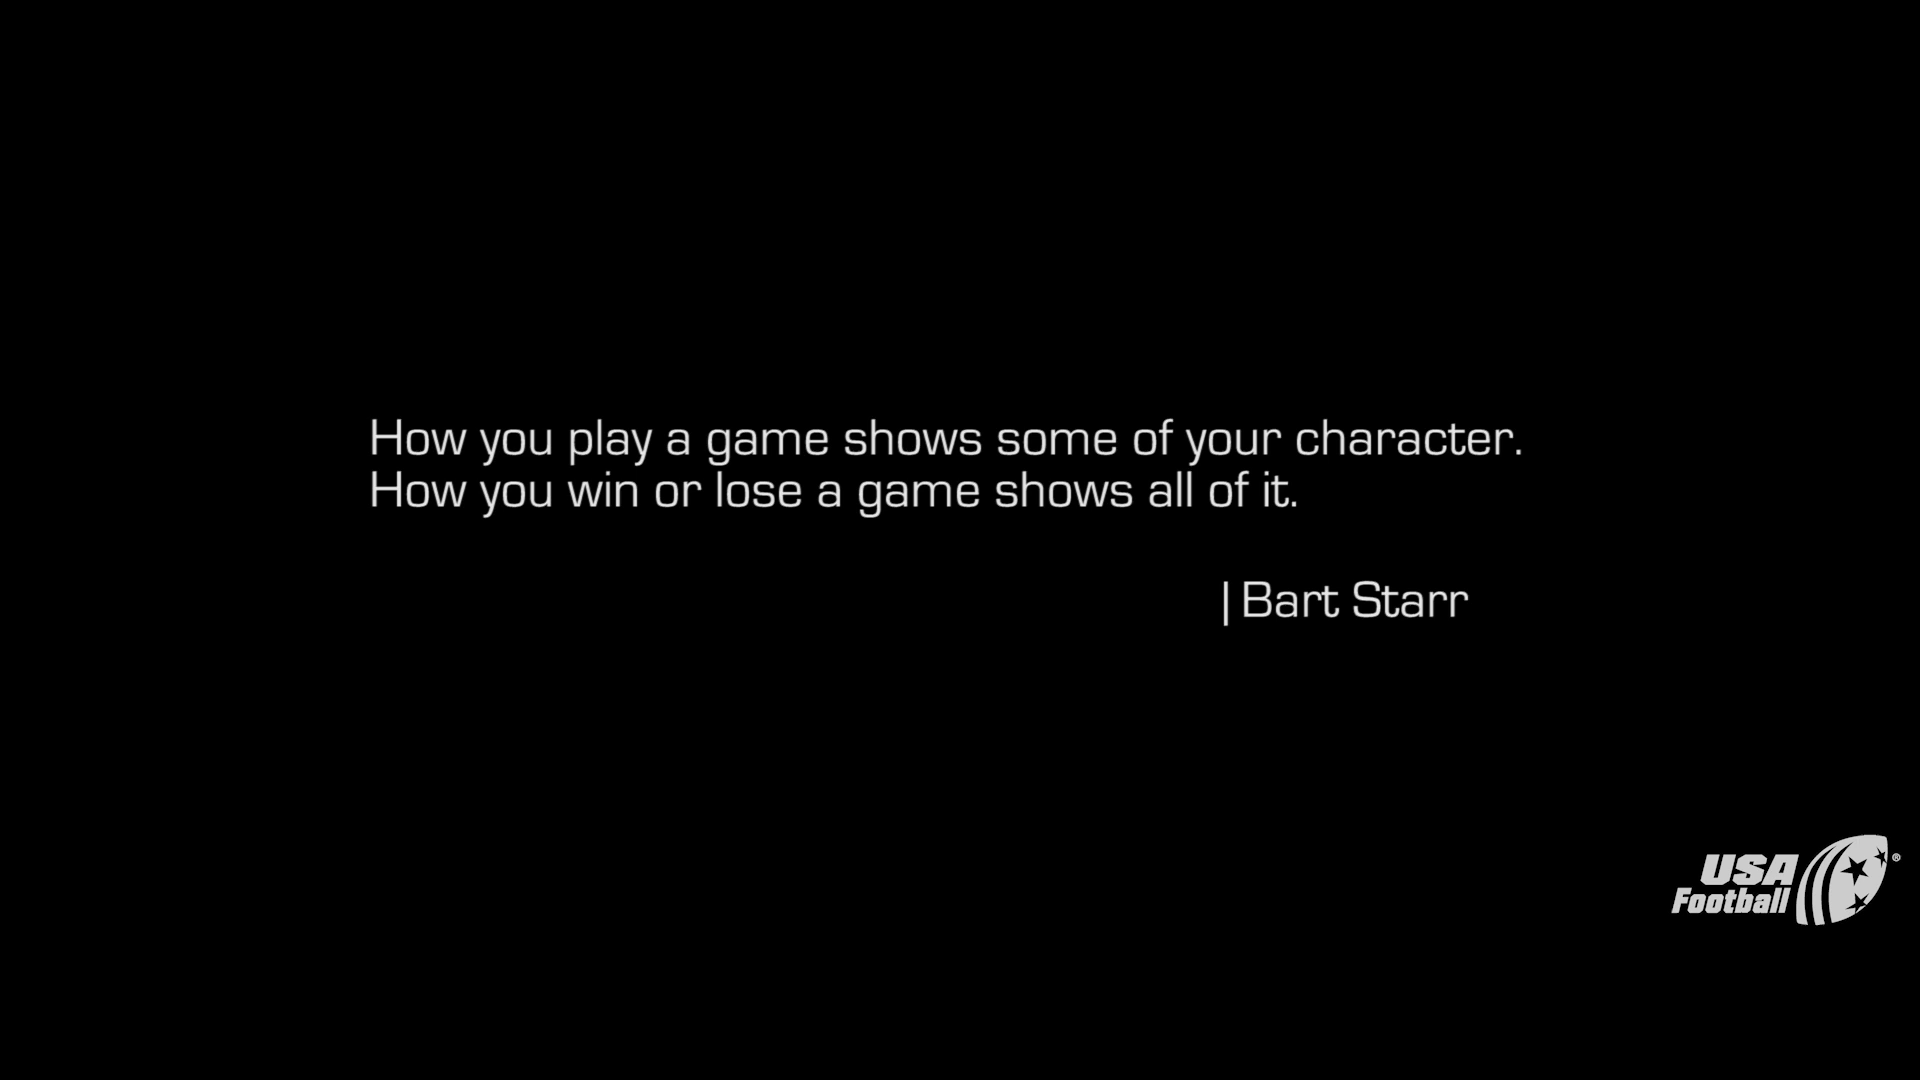 How you play a game shows some of your character.
How you win or lose a game shows all of it.
| Bart Starr
USA
Football
®